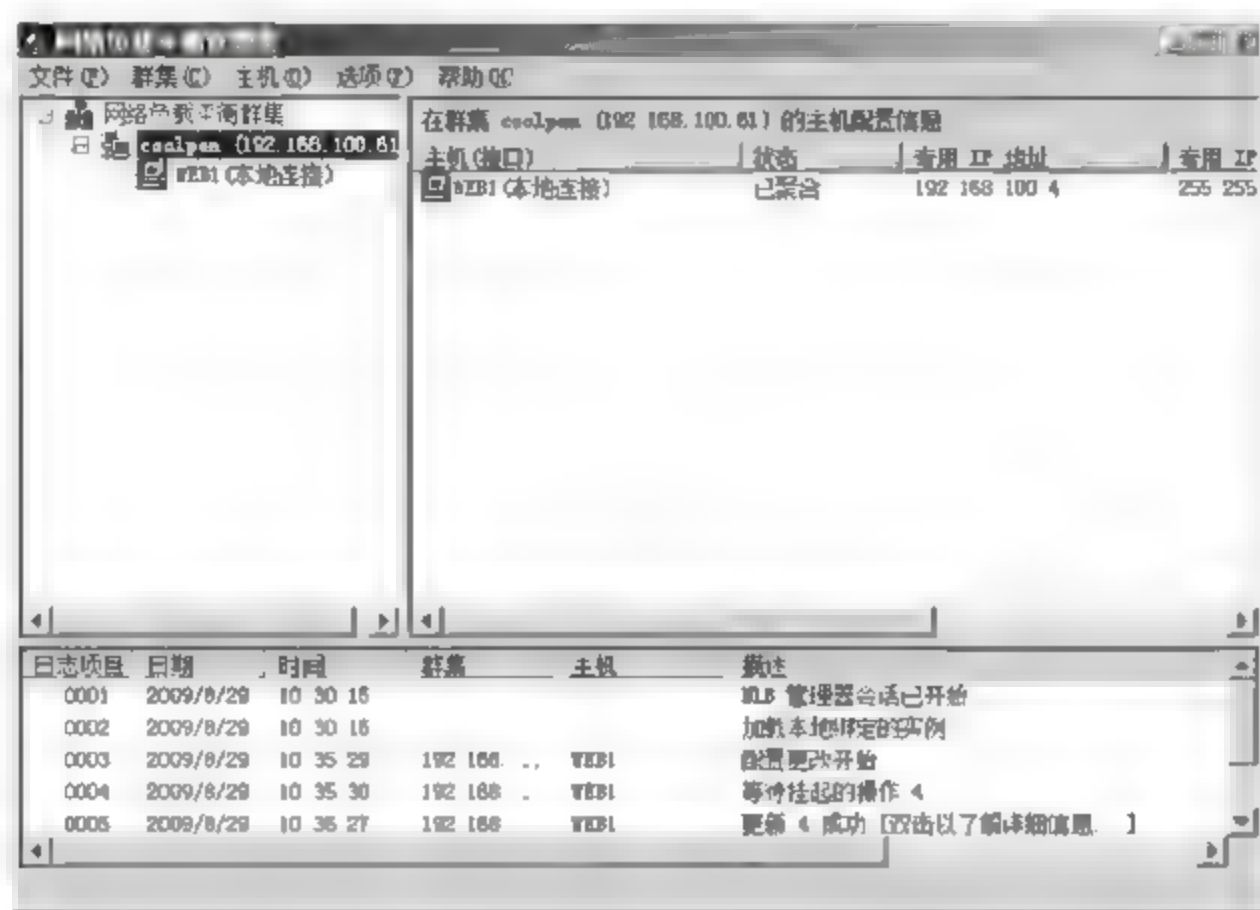 文件(F) 群集(C) 主机(O) 选项(P) 帮助(H)
网络负载平衡群集
coolpen (192.168.100.61
WEB1(本地连接)
在群集 coolpen (192.168.100.61) 的主机配置信息
主机(接口) 状态 专用 IP 地址 专用 IP
WEB1(本地连接) 已聚合 192 168 100 4 255 255
日志项目 日期 时间 群集 主机 描述
0001 2009/8/29 10 30 16 NLB 管理器会话已开始
0002 2009/8/29 10 30 16 加载本地绑定的实例
0003 2009/8/29 10 35 29 192 168. .. WEB1 配置更改开始
0004 2009/8/29 10 35 30 192 168 . WEB1 等待挂起的操作 4
0005 2009/8/29 10 36 27 192 168 WEB1 更新 4 成功 [双击以了解详细信息. ]